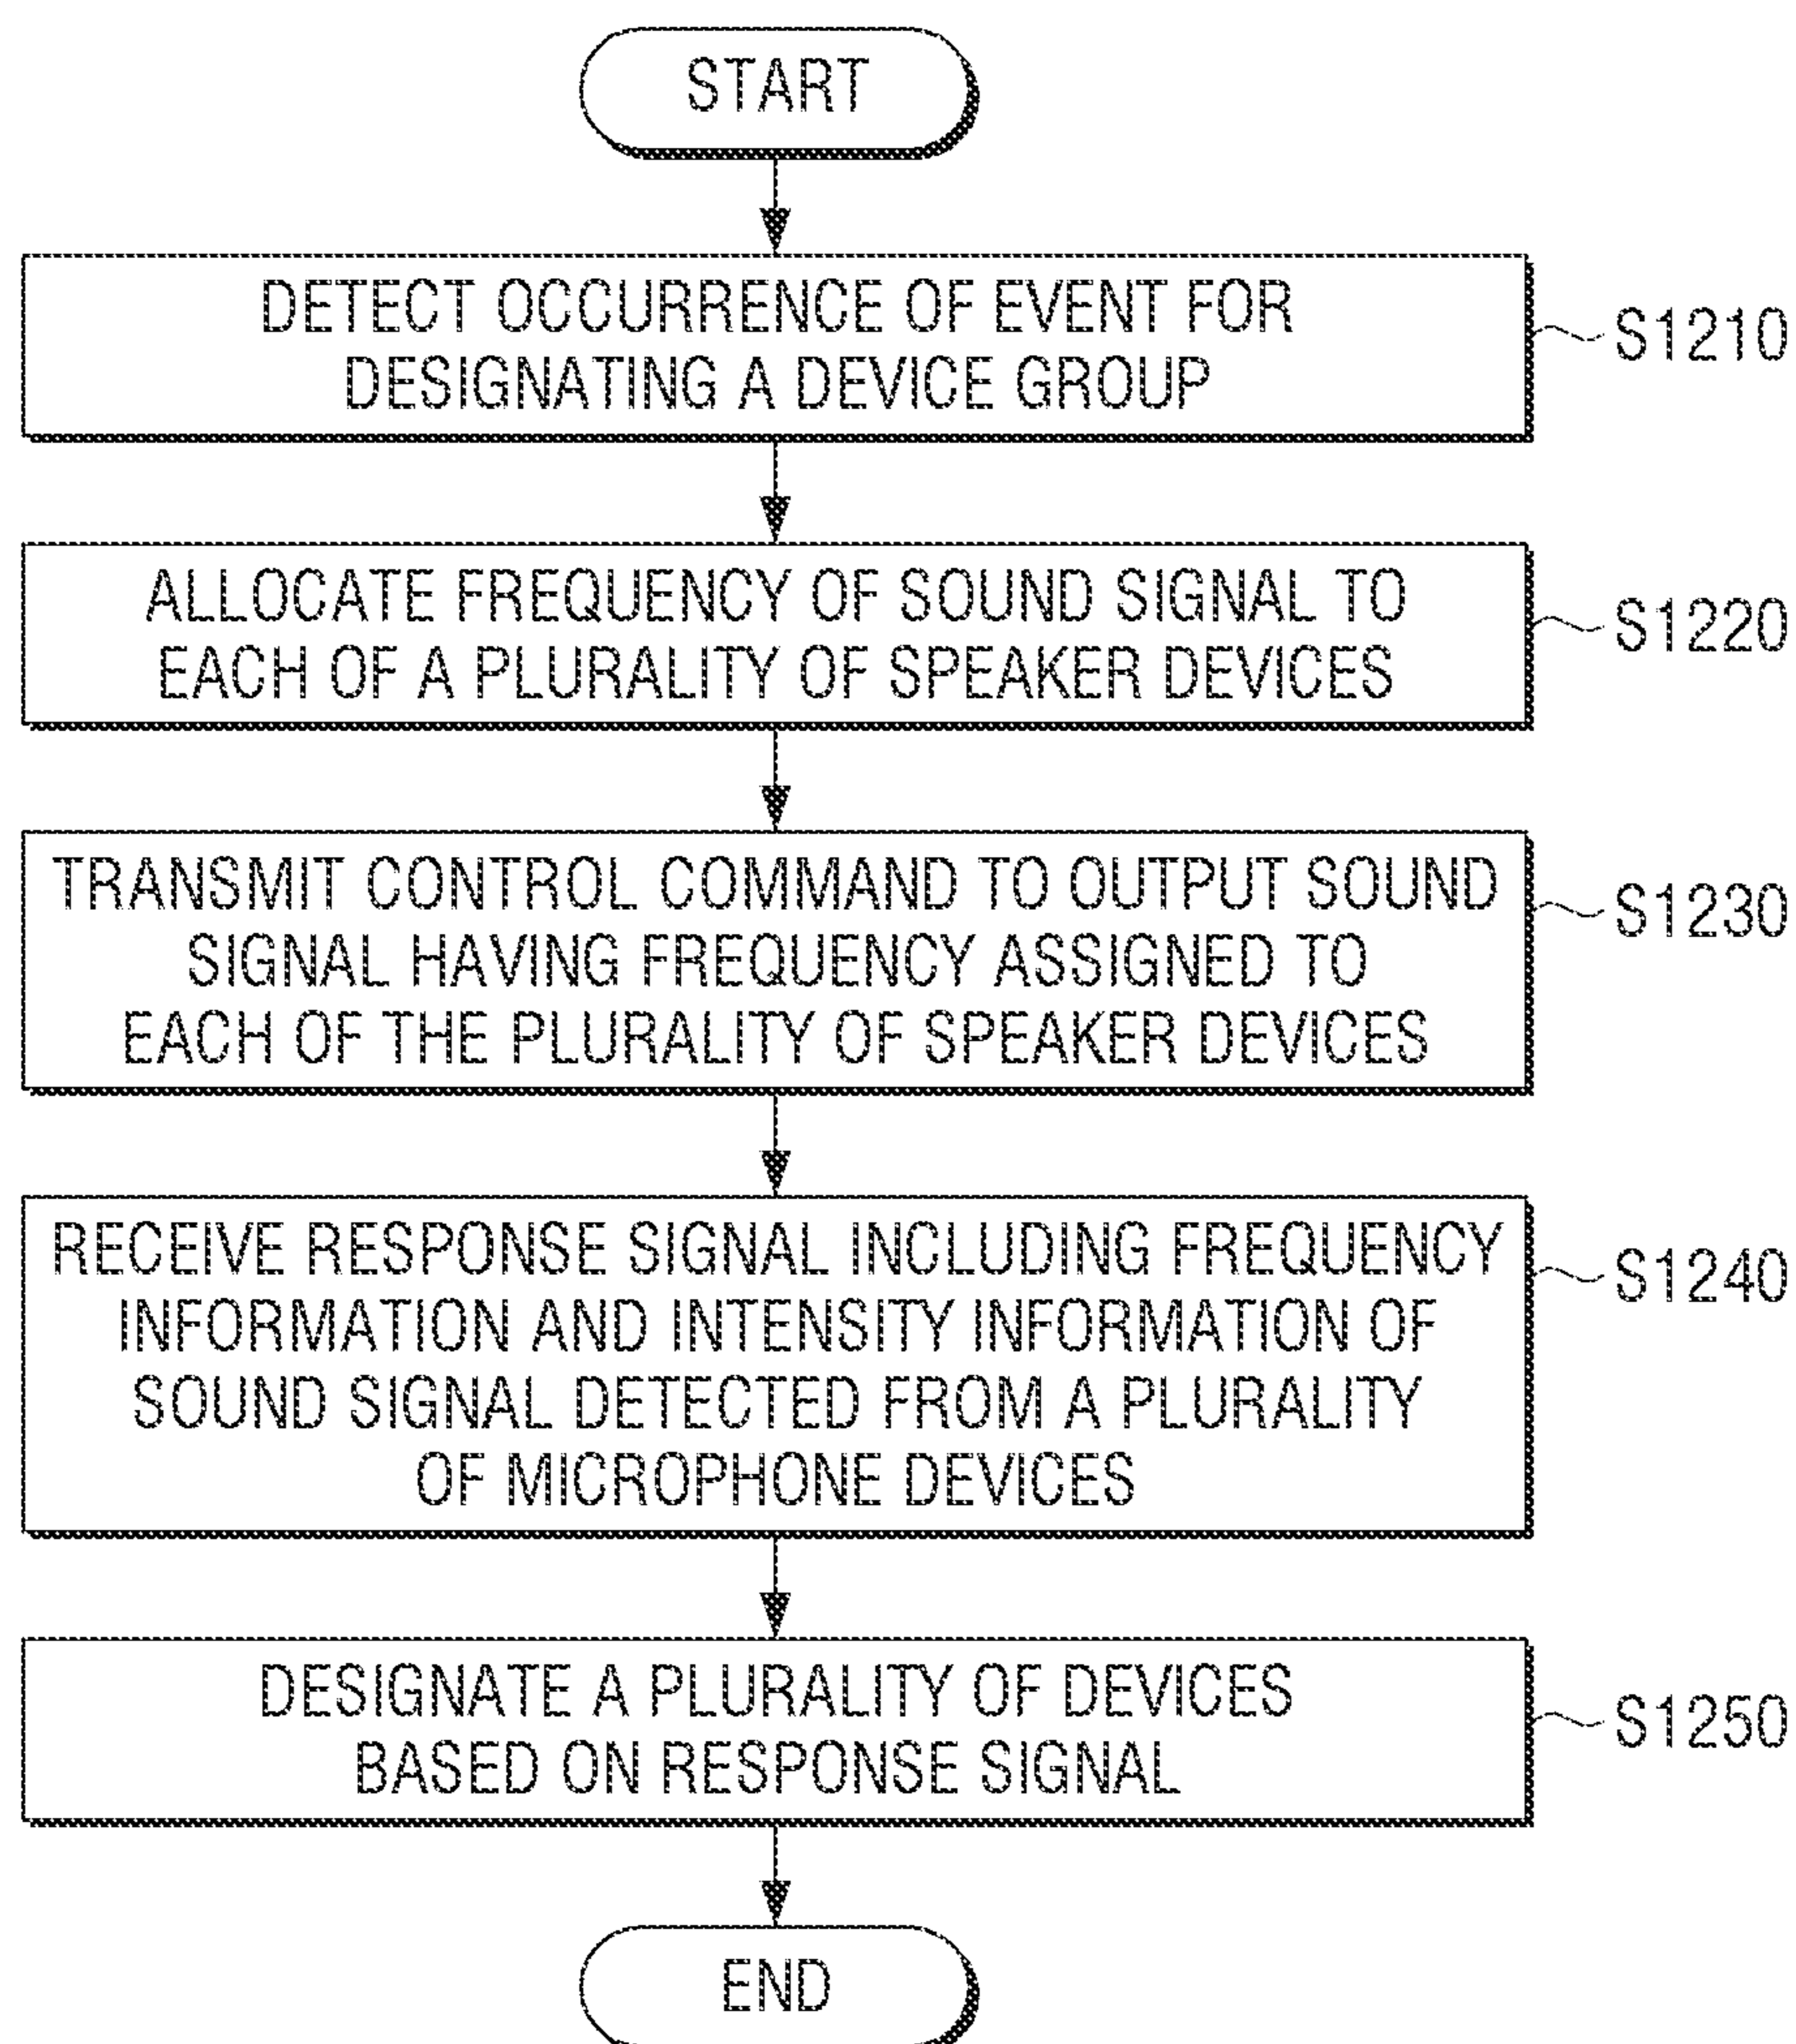 START
DETECT OCCURRENCE OF EVENT FOR
DESIGNATING A DEVICE GROUP
S1210
ALLOCATE FREQUENCY OF SOUND SIGNAL TO
EACH OF A PLURALITY OF SPEAKER DEVICES
S1220
TRANSMIT CONTROL COMMAND TO OUTPUT SOUND
SIGNAL HAVING FREQUENCY ASSIGNED TO
EACH OF THE PLURALITY OF SPEAKER DEVICES
S1230
RECEIVE RESPONSE SIGNAL INCLUDING FREQUENCY
INFORMATION AND INTENSITY INFORMATION OF
SOUND SIGNAL DETECTED FROM A PLURALITY
OF MICROPHONE DEVICES
S1240
DESIGNATE A PLURALITY OF DEVICES
BASED ON RESPONSE SIGNAL
S1250
END